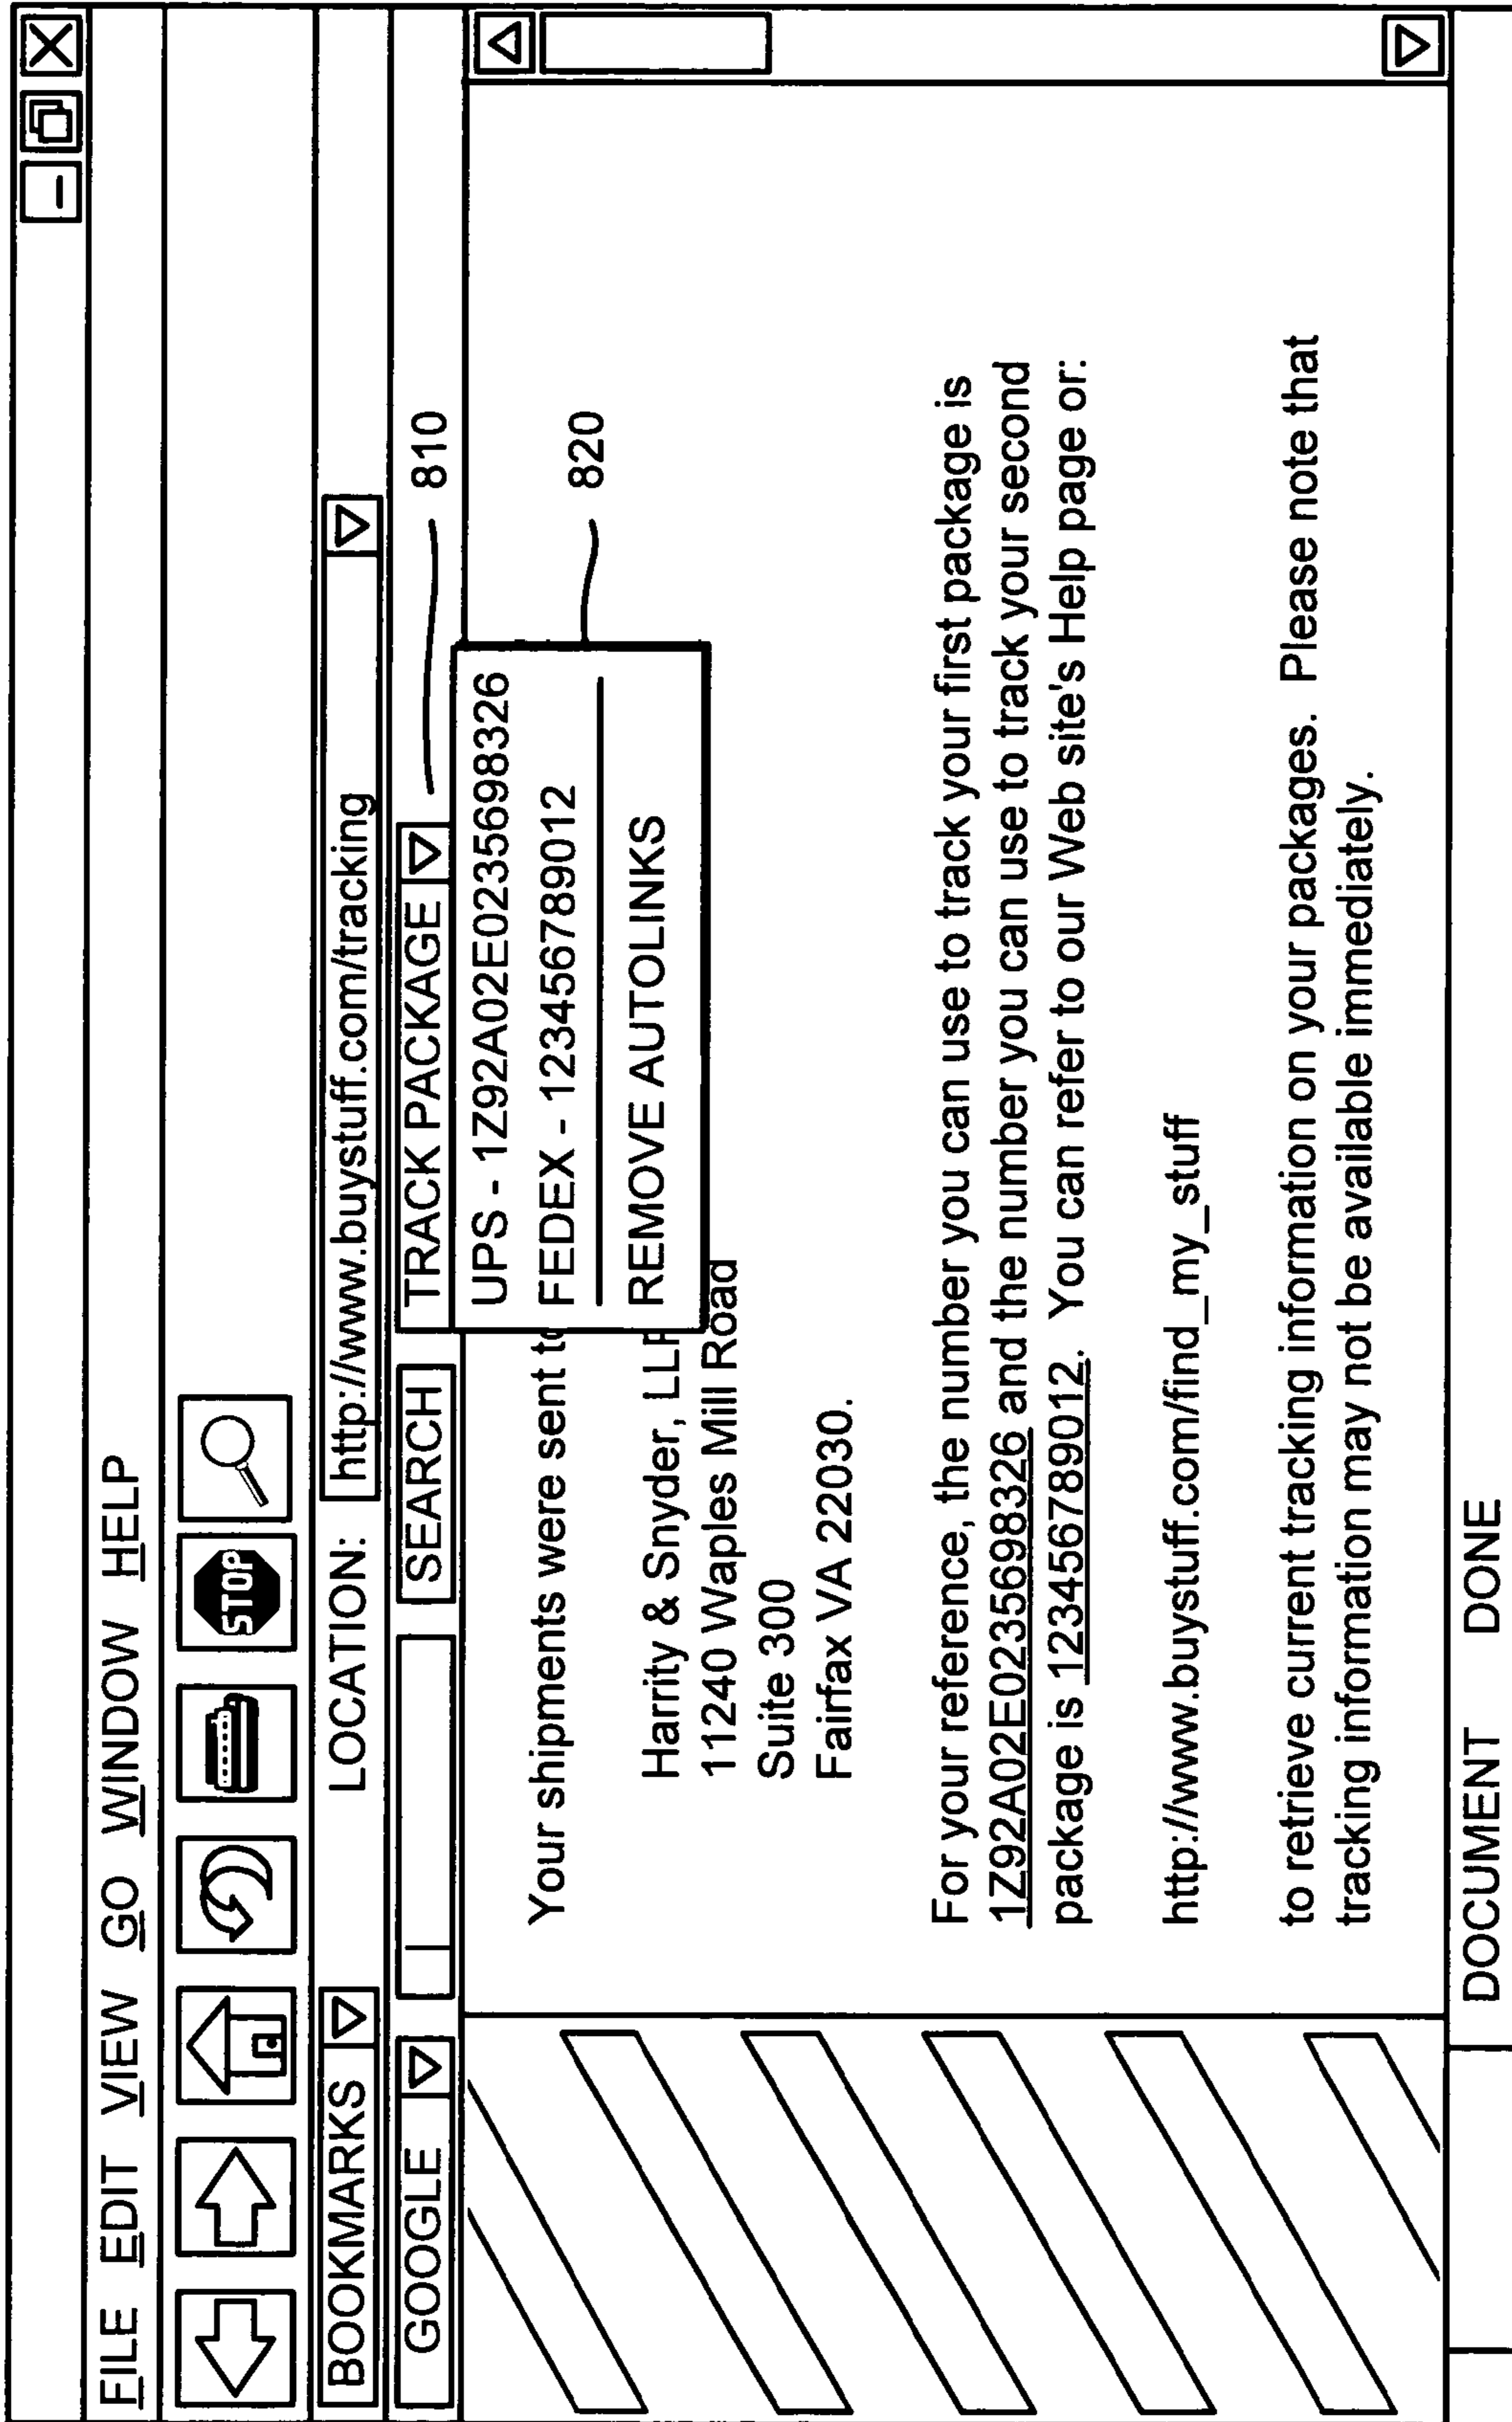 FILE EDIT VIEW GO WINDOW HELP
STOP
BOOKMARKS LOCATION: http://www.buystuff.com/tracking
GOOGLE SEARCH TRACK PACKAGE 810
UPS - 1Z92A02E0235698326
FEDEX - 123456789012
820
REMOVE AUTOLINKS
Your shipments were sent to
Harrity & Snyder, LLP
11240 Waples Mill Road
Suite 300
Fairfax VA 22030.
For your reference, the number you can use to track your first package is
1Z92A02E0235698326 and the number you can use to track your second
package is 123456789012. You can refer to our Web site's Help page or:
http://www.buystuff.com/find_my_stuff
to retrieve current tracking information on your packages. Please note that
tracking information may not be available immediately.
DOCUMENT DONE